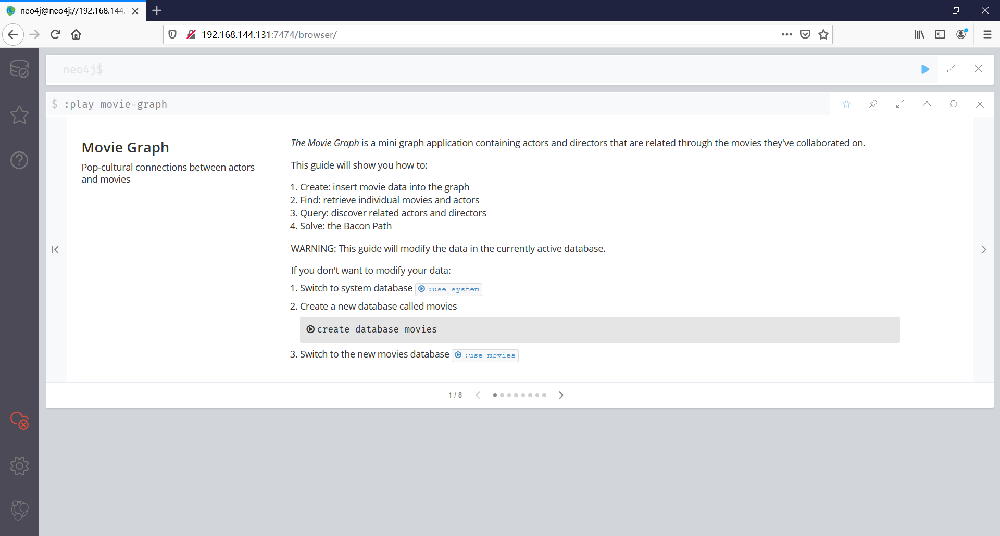 neo4j@neo4j://192.168.144.
192.168.144.131:7474/browser/
neo4j$
$ :play movie-graph
Movie Graph
Pop-cultural connections between actors
and movies
The Movie Graph is a mini graph application containing actors and directors that are related through the movies they've collaborated on.
This guide will show you how to:
1. Create: insert movie data into the graph
2. Find: retrieve individual movies and actors
3. Query: discover related actors and directors
4. Solve: the Bacon Path
WARNING: This guide will modify the data in the currently active database.
If you don't want to modify your data:
1. Switch to system database :use system
2. Create a new database called movies
create database movies
3. Switch to the new movies database :use movies
1 / 8